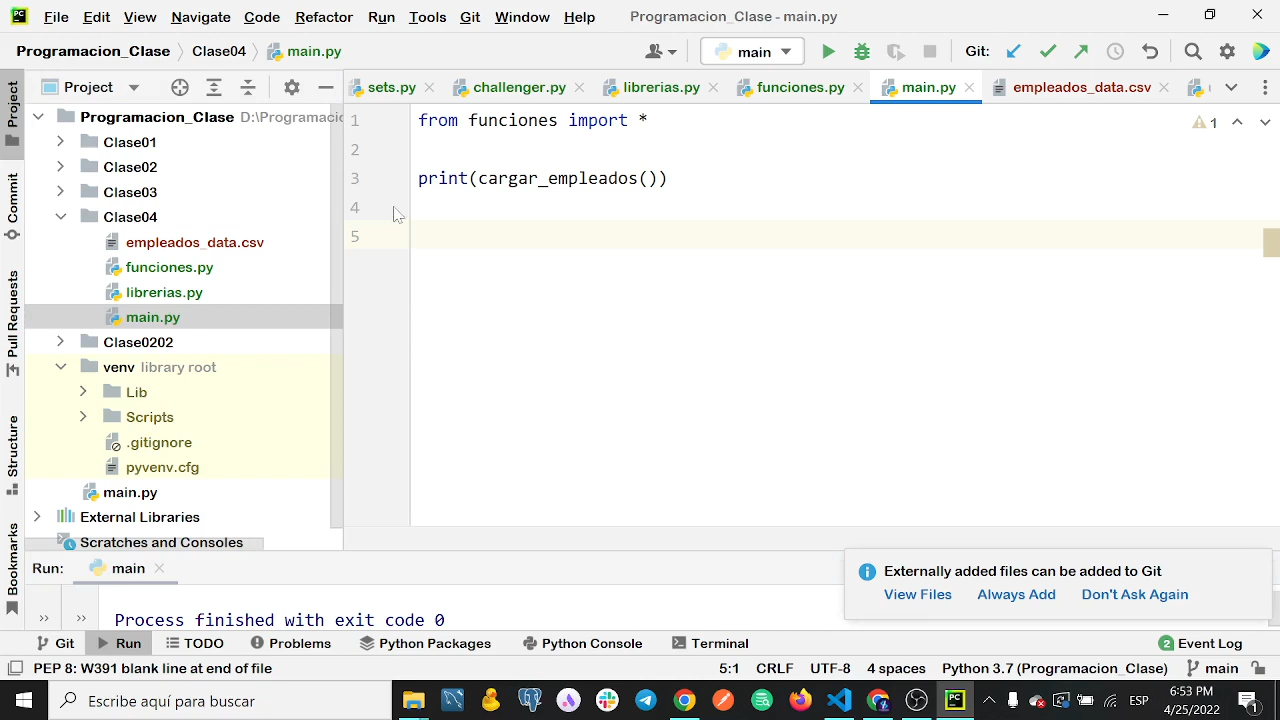 File Edit View Navigate Code Refactor Run Tools Git Window Help Programacion_Clase - main.py
Programacion_Clase Clase04 main.py main Git:
Project Project sets.py challenger.py librerias.py funciones.py main.py empleados_data.csv
Programacion_Clase D:\Programacic
Clase01
Clase02
Clase03
Clase04
empleados_data.csv
funciones.py
librerias.py
main.py
Clase0202
venv library root
Lib
Scripts
.gitignore
pyvenv.cfg
main.py
External Libraries
Scratches and Consoles
Commit
Pull Requests
Structure
Bookmarks
1 from funciones import *
2
3 print(cargar_empleados())
4
5
1
Run: main
Process finished with exit code 0
Externally added files can be added to Git
View Files Always Add Don't Ask Again
Git Run TODO Problems Python Packages Python Console Terminal 2 Event Log
PEP 8: W391 blank line at end of file 5:1 CRLF UTF-8 4 spaces Python 3.7 (Programacion_Clase) main
Escribe aquí para buscar ESP 6:53 PM
4/25/2022